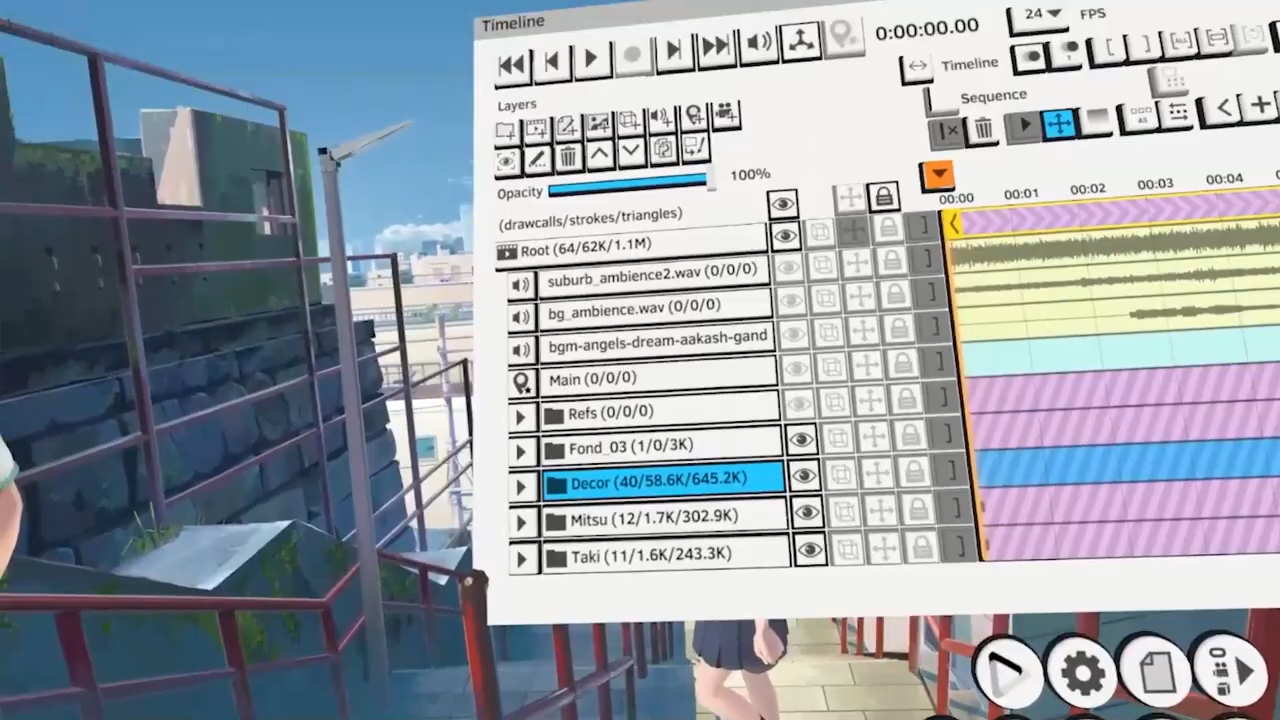 Timeline
0:00:00.00
24 FPS
Timeline
Layers
Sequence
Opacity 100%
00:00 00:01 00:02 00:03 00:04
(drawcalls/strokes/triangles)
Root (64/62K/1.1M)
suburb_ambience2.wav (0/0/0)
bg_ambience.wav (0/0/0)
bgm-angels-dream-aakash-gand
Main (0/0/0)
Refs (0/0/0)
Fond_03 (1/0/3K)
Decor (40/58.6K/645.2K)
Mitsu (12/1.7K/302.9K)
Taki (11/1.6K/243.3K)